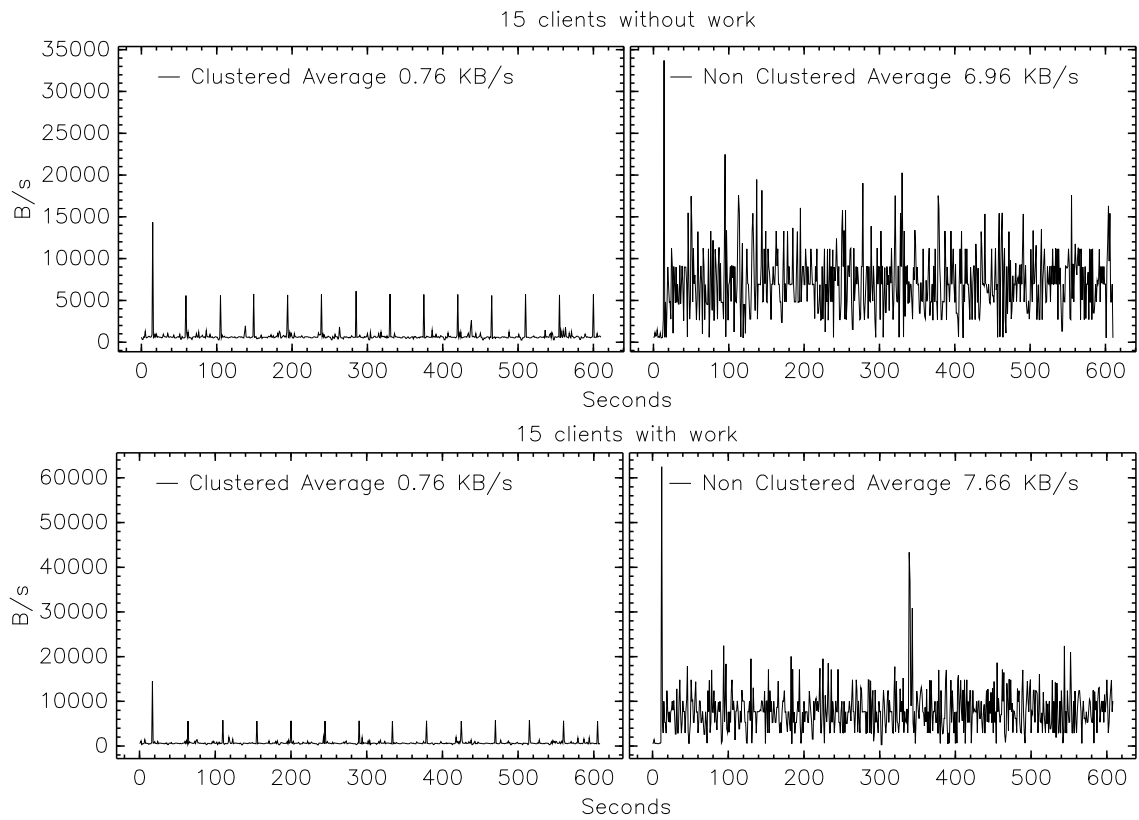 15 clients without work
35000
30000
25000
20000
15000
10000
5000
0
B/s
Clustered Average 0.76 KB/s
Non Clustered Average 6.96 KB/s
0 100 200 300 400 500 600 0 100 200 300 400 500 600
Seconds
15 clients with work
60000
50000
40000
30000
20000
10000
0
B/s
Clustered Average 0.76 KB/s
Non Clustered Average 7.66 KB/s
0 100 200 300 400 500 600 0 100 200 300 400 500 600
Seconds